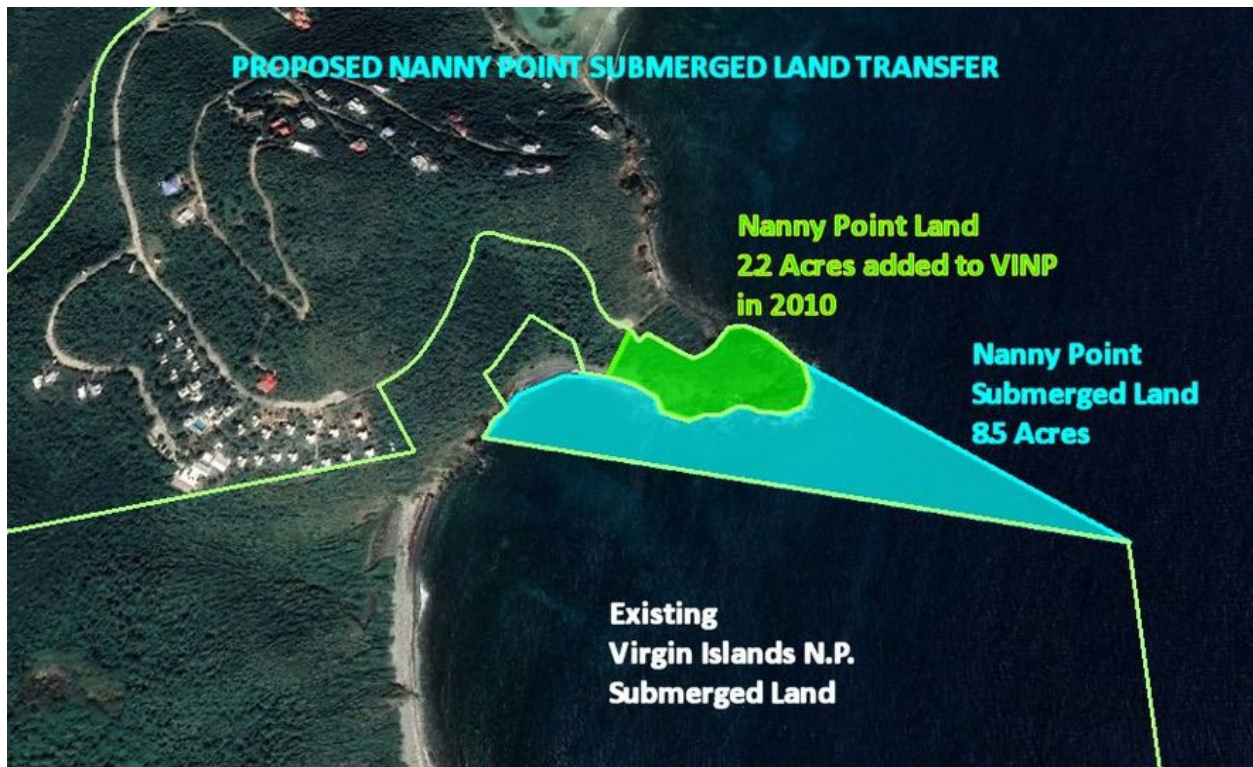 PROPOSED NANNY POINT SUBMERGED LAND TRANSFER
Nanny Point Land
2.2 Acres added to VINP
in 2010
Nanny Point
Submerged Land
8.5 Acres
Existing
Virgin Islands N.P.
Submerged Land